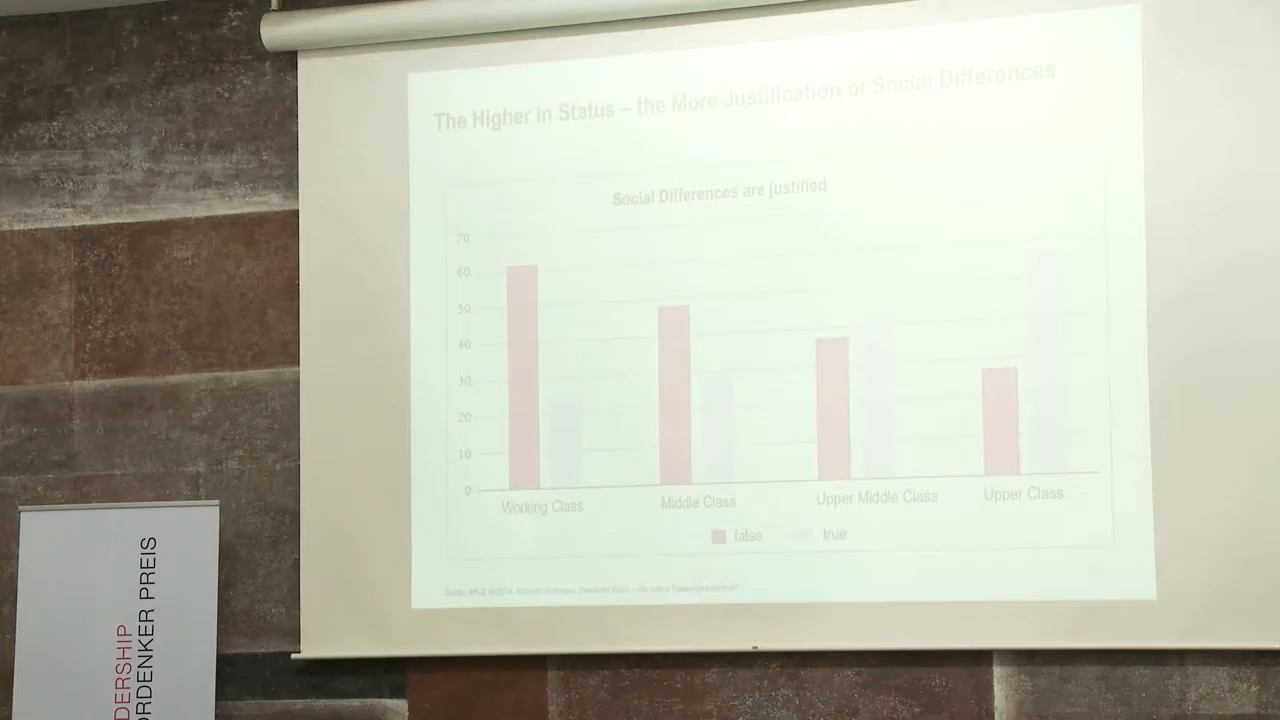 The Higher in Status – the More Justification of Social Differences
Social Differences are justified
70
60
50
40
30
20
10
0
Working Class
Middle Class
Upper Middle Class
Upper Class
false
true
DERSHIP
ORDENKER PREIS